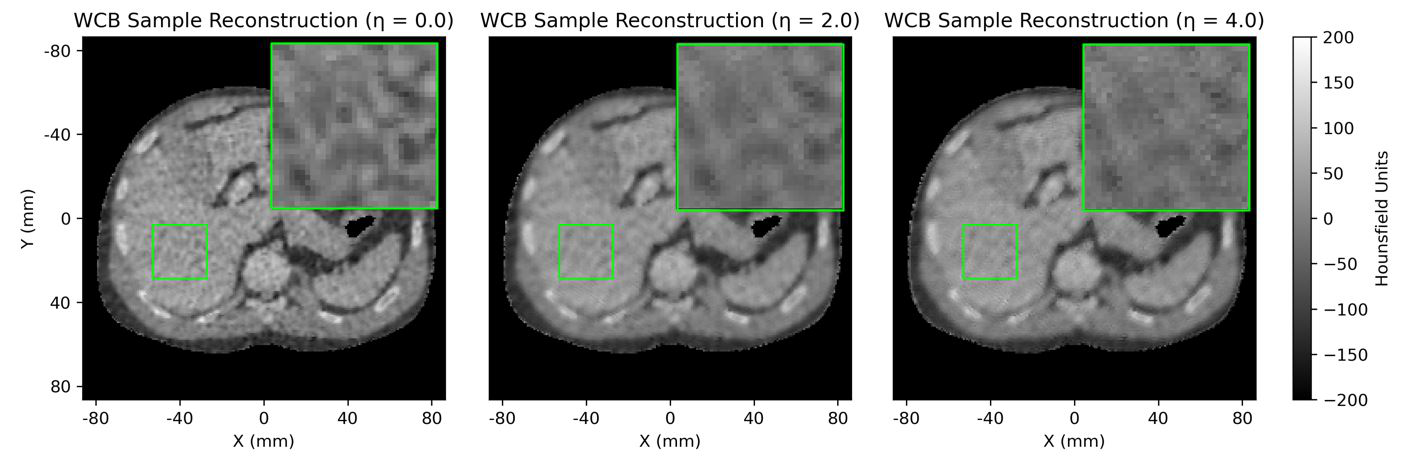 WCB Sample Reconstruction (η = 0.0)
WCB Sample Reconstruction (η = 2.0)
WCB Sample Reconstruction (η = 4.0)
-80
-40
0
40
80
Y (mm)
-80 -40 0 40 80
X (mm)
-80 -40 0 40 80
X (mm)
-80 -40 0 40 80
X (mm)
200
150
100
50
0
−50
−100
−150
−200
Hounsfield Units